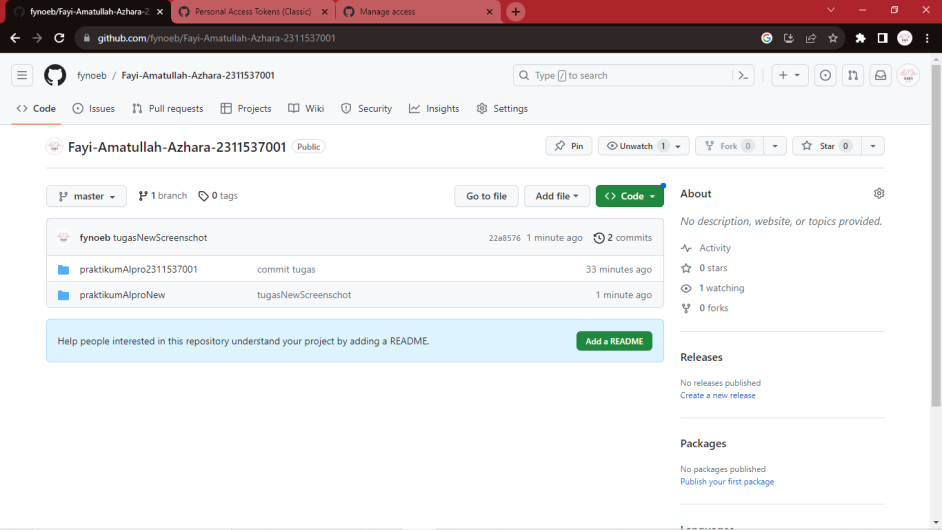 fynoeb/Fayi-Amatullah-Azhara-2
Personal Access Tokens (Classic)
Manage access
github.com/fynoeb/Fayi-Amatullah-Azhara-2311537001
fynoeb / Fayi-Amatullah-Azhara-2311537001
Type / to search
Code Issues Pull requests Projects Wiki Security Insights Settings
Fayi-Amatullah-Azhara-2311537001 Public
Pin Unwatch 1 Fork 0 Star 0
master 1 branch 0 tags Go to file Add file Code
fynoeb tugasNewScreenschot 22a8576 1 minute ago 2 commits
praktikumAlpro2311537001 commit tugas 33 minutes ago
praktikumAlproNew tugasNewScreenschot 1 minute ago
Help people interested in this repository understand your project by adding a README. Add a README
About
No description, website, or topics provided.
Activity
0 stars
1 watching
0 forks
Releases
No releases published
Create a new release
Packages
No packages published
Publish your first package
Languages